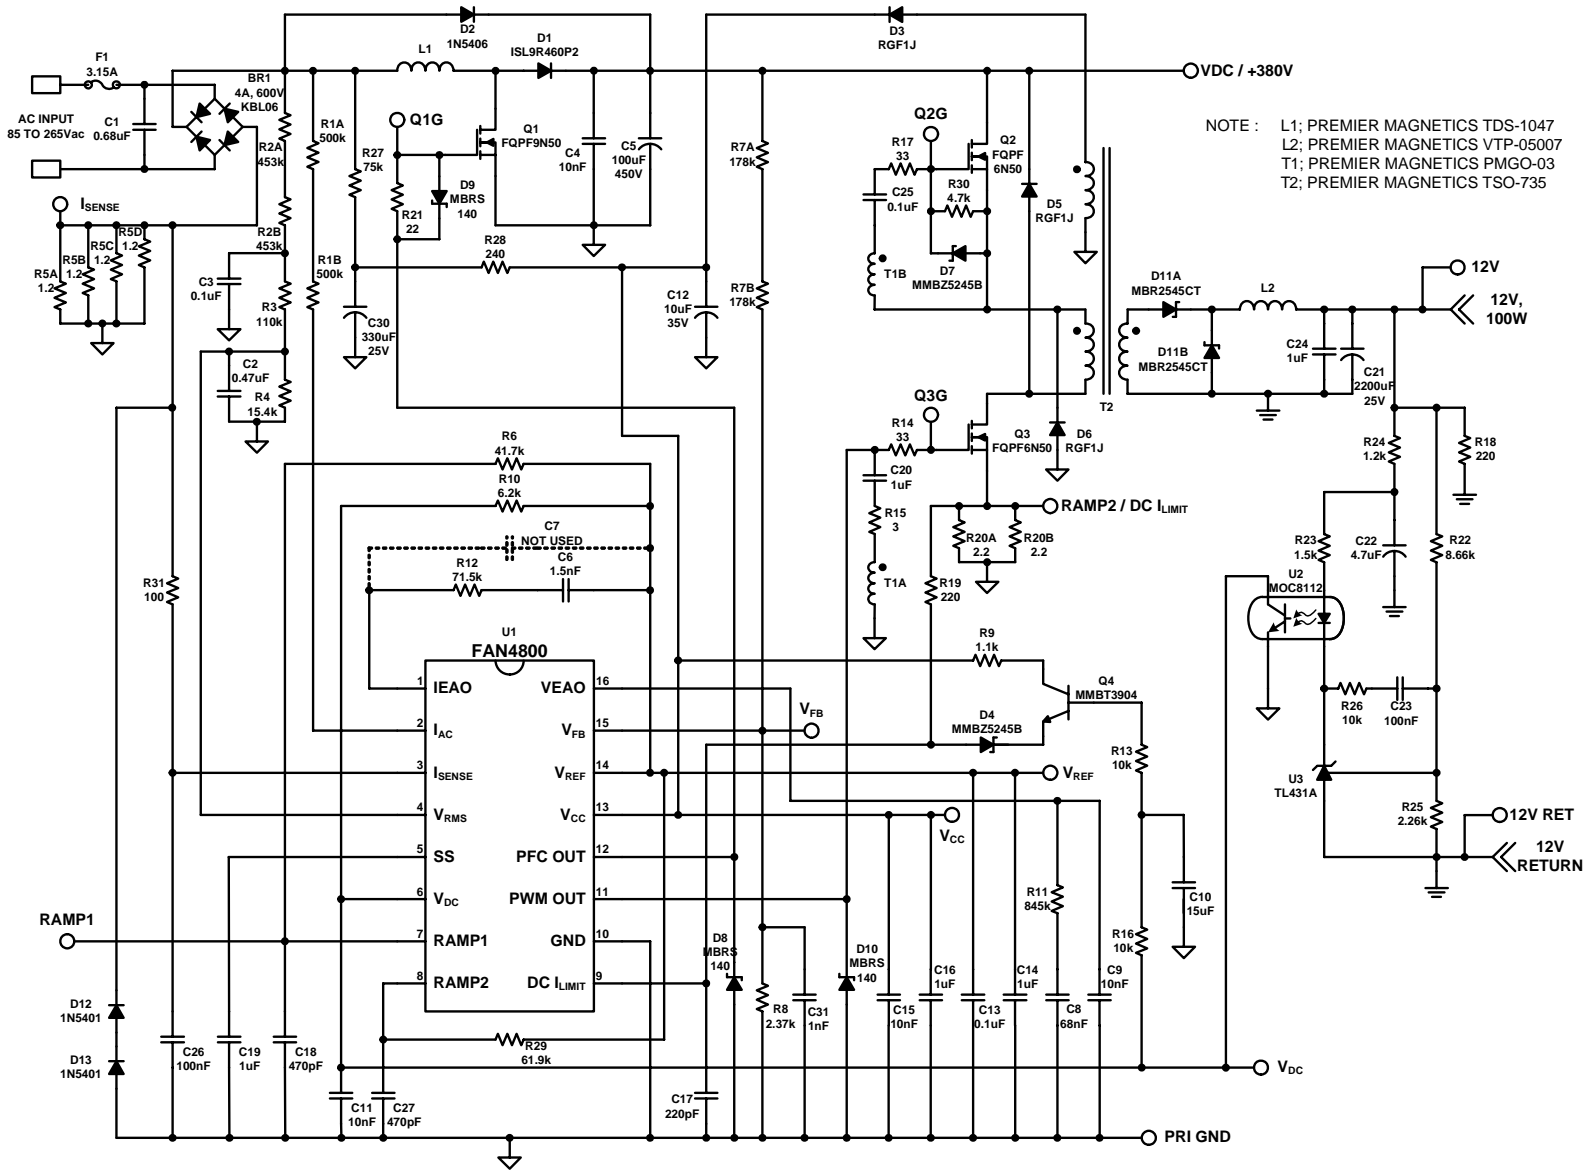 F1
3.15A
AC INPUT
85 TO 265Vac
C1
0.68uF
BR1
4A, 600V
KBL06
D2
1N5406
L1
D1
ISL9R460P2
D3
RGF1J
VDC / +380V
NOTE : L1; PREMIER MAGNETICS TDS-1047
L2; PREMIER MAGNETICS VTP-05007
T1; PREMIER MAGNETICS PMGO-03
T2; PREMIER MAGNETICS TSO-735
R2A
453k
R1A
500k
R27
75k
Q1G
Q1
FQPF9N50
D9
MBRS
140
R21
22
C4
10nF
C5
100uF
450V
R7A
178k
Q2G
R17
33
Q2
FQPF
6N50
C25
0.1uF
R30
4.7k
D5
RGF1J
D7
MMBZ5245B
T1B
ISENSE
R5D
1.2
R5C
1.2
R5B
1.2
R5A
1.2
R2B
453k
C3
0.1uF
R3
110k
R1B
500k
R28
240
C30
330uF
25V
C12
10uF
35V
R7B
178k
D11A
MBR2545CT
L2
12V
12V,
100W
D11B
MBR2545CT
C24
1uF
C21
2200uF
25V
T2
C2
0.47uF
R4
15.4k
Q3G
R14
33
Q3
FQPF6N50
D6
RGF1J
C20
1uF
R15
3
T1A
RAMP2 / DC ILIMIT
R20A
2.2
R20B
2.2
R19
220
R24
1.2k
R18
220
R23
1.5k
C22
4.7uF
R22
8.66k
U2
MOC8112
R6
41.7k
R10
6.2k
C7
NOT USED
R12
71.5k
C6
1.5nF
R31
100
U1
FAN4800
1 IEAO
2 IAC
3 ISENSE
4 VRMS
5 SS
6 VDC
7 RAMP1
8 RAMP2
VEAO 16
VFB 15
VREF 14
VCC 13
PFC OUT 12
PWM OUT 11
GND 10
DC ILIMIT 9
R9
1.1k
Q4
MMBT3904
VFB
D4
MMBZ5245B
R13
10k
VREF
VCC
R26
10k
C23
100nF
U3
TL431A
R25
2.26k
12V RET
12V
RETURN
R11
845k
C10
15uF
R16
10k
RAMP1
D8
MBRS
140
D10
MBRS
140
D12
1N5401
D13
1N5401
C26
100nF
C19
1uF
C18
470pF
R29
61.9k
C11
10nF
C27
470pF
C17
220pF
R8
2.37k
C31
1nF
C15
10nF
C16
1uF
C13
0.1uF
C14
1uF
C8
68nF
C9
10nF
VDC
PRI GND